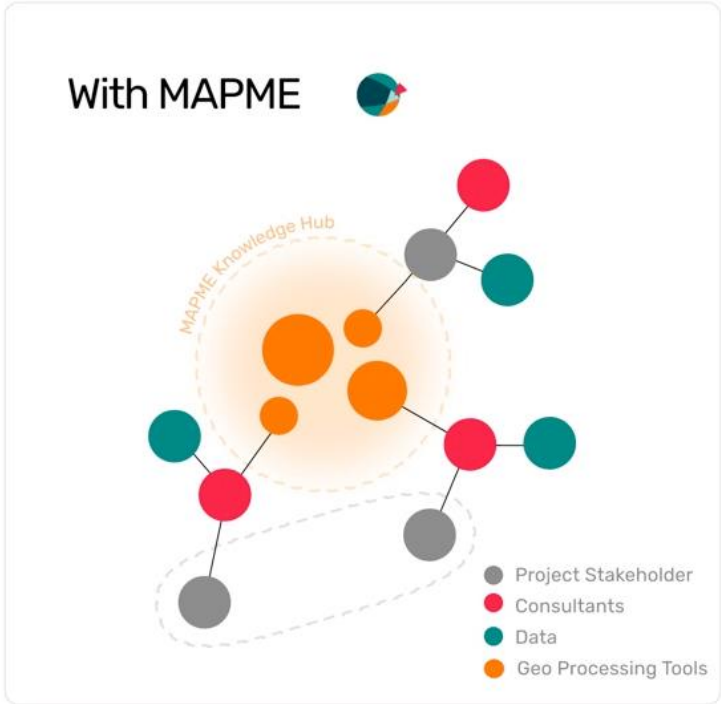 With MAPME
MAPME Knowledge Hub
Project Stakeholder
Consultants
Data
Geo Processing Tools